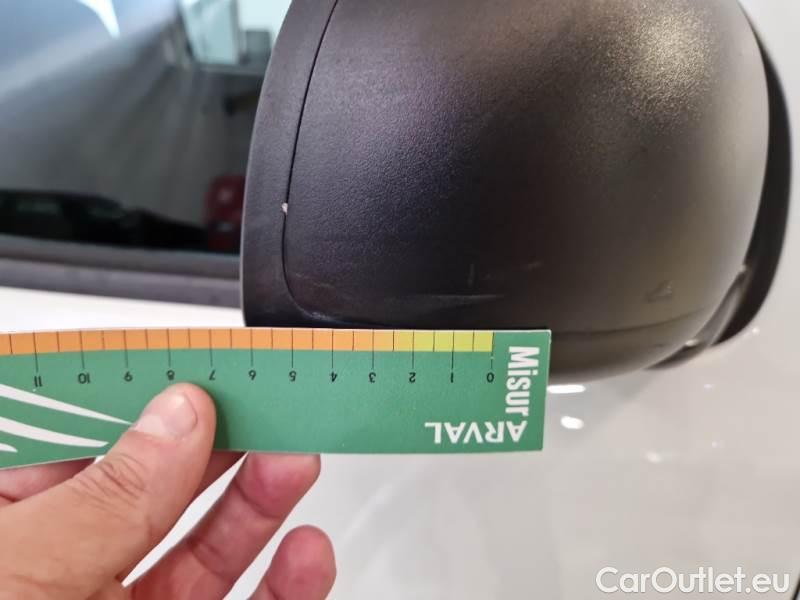 11 10 9 8 7 6 5 4 3 2 1 0
Misur
ARVAL
CarOutlet.eu